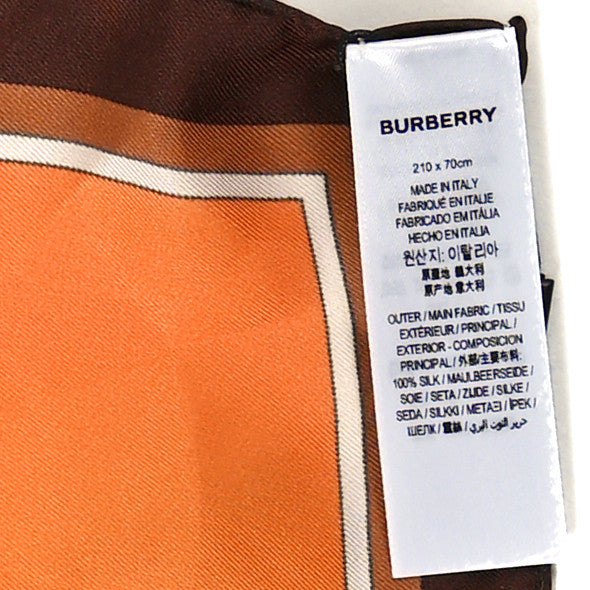 BURBERRY
210 x 70cm
MADE IN ITALY
FABRIQUÉ EN ITALIE
FABRICADO EM ITÁLIA
HECHO EN ITALIA
원산지: 이탈리아
原產地 義大利
原产地 意大利
OUTER / MAIN FABRIC / TISSU
EXTÉRIEUR / PRINCIPAL /
EXTERIOR - COMPOSICION
PRINCIPAL / 外部/主要布料:
100% SILK / MAULBEERSEIDE /
SOIE / SETA / ZIJDE / SILKE /
SEDA / SILKKI / ΜΕΤΑΞΙ / İPEK /
ШЕЛК / 蠶絲 / حرير التوت البري /